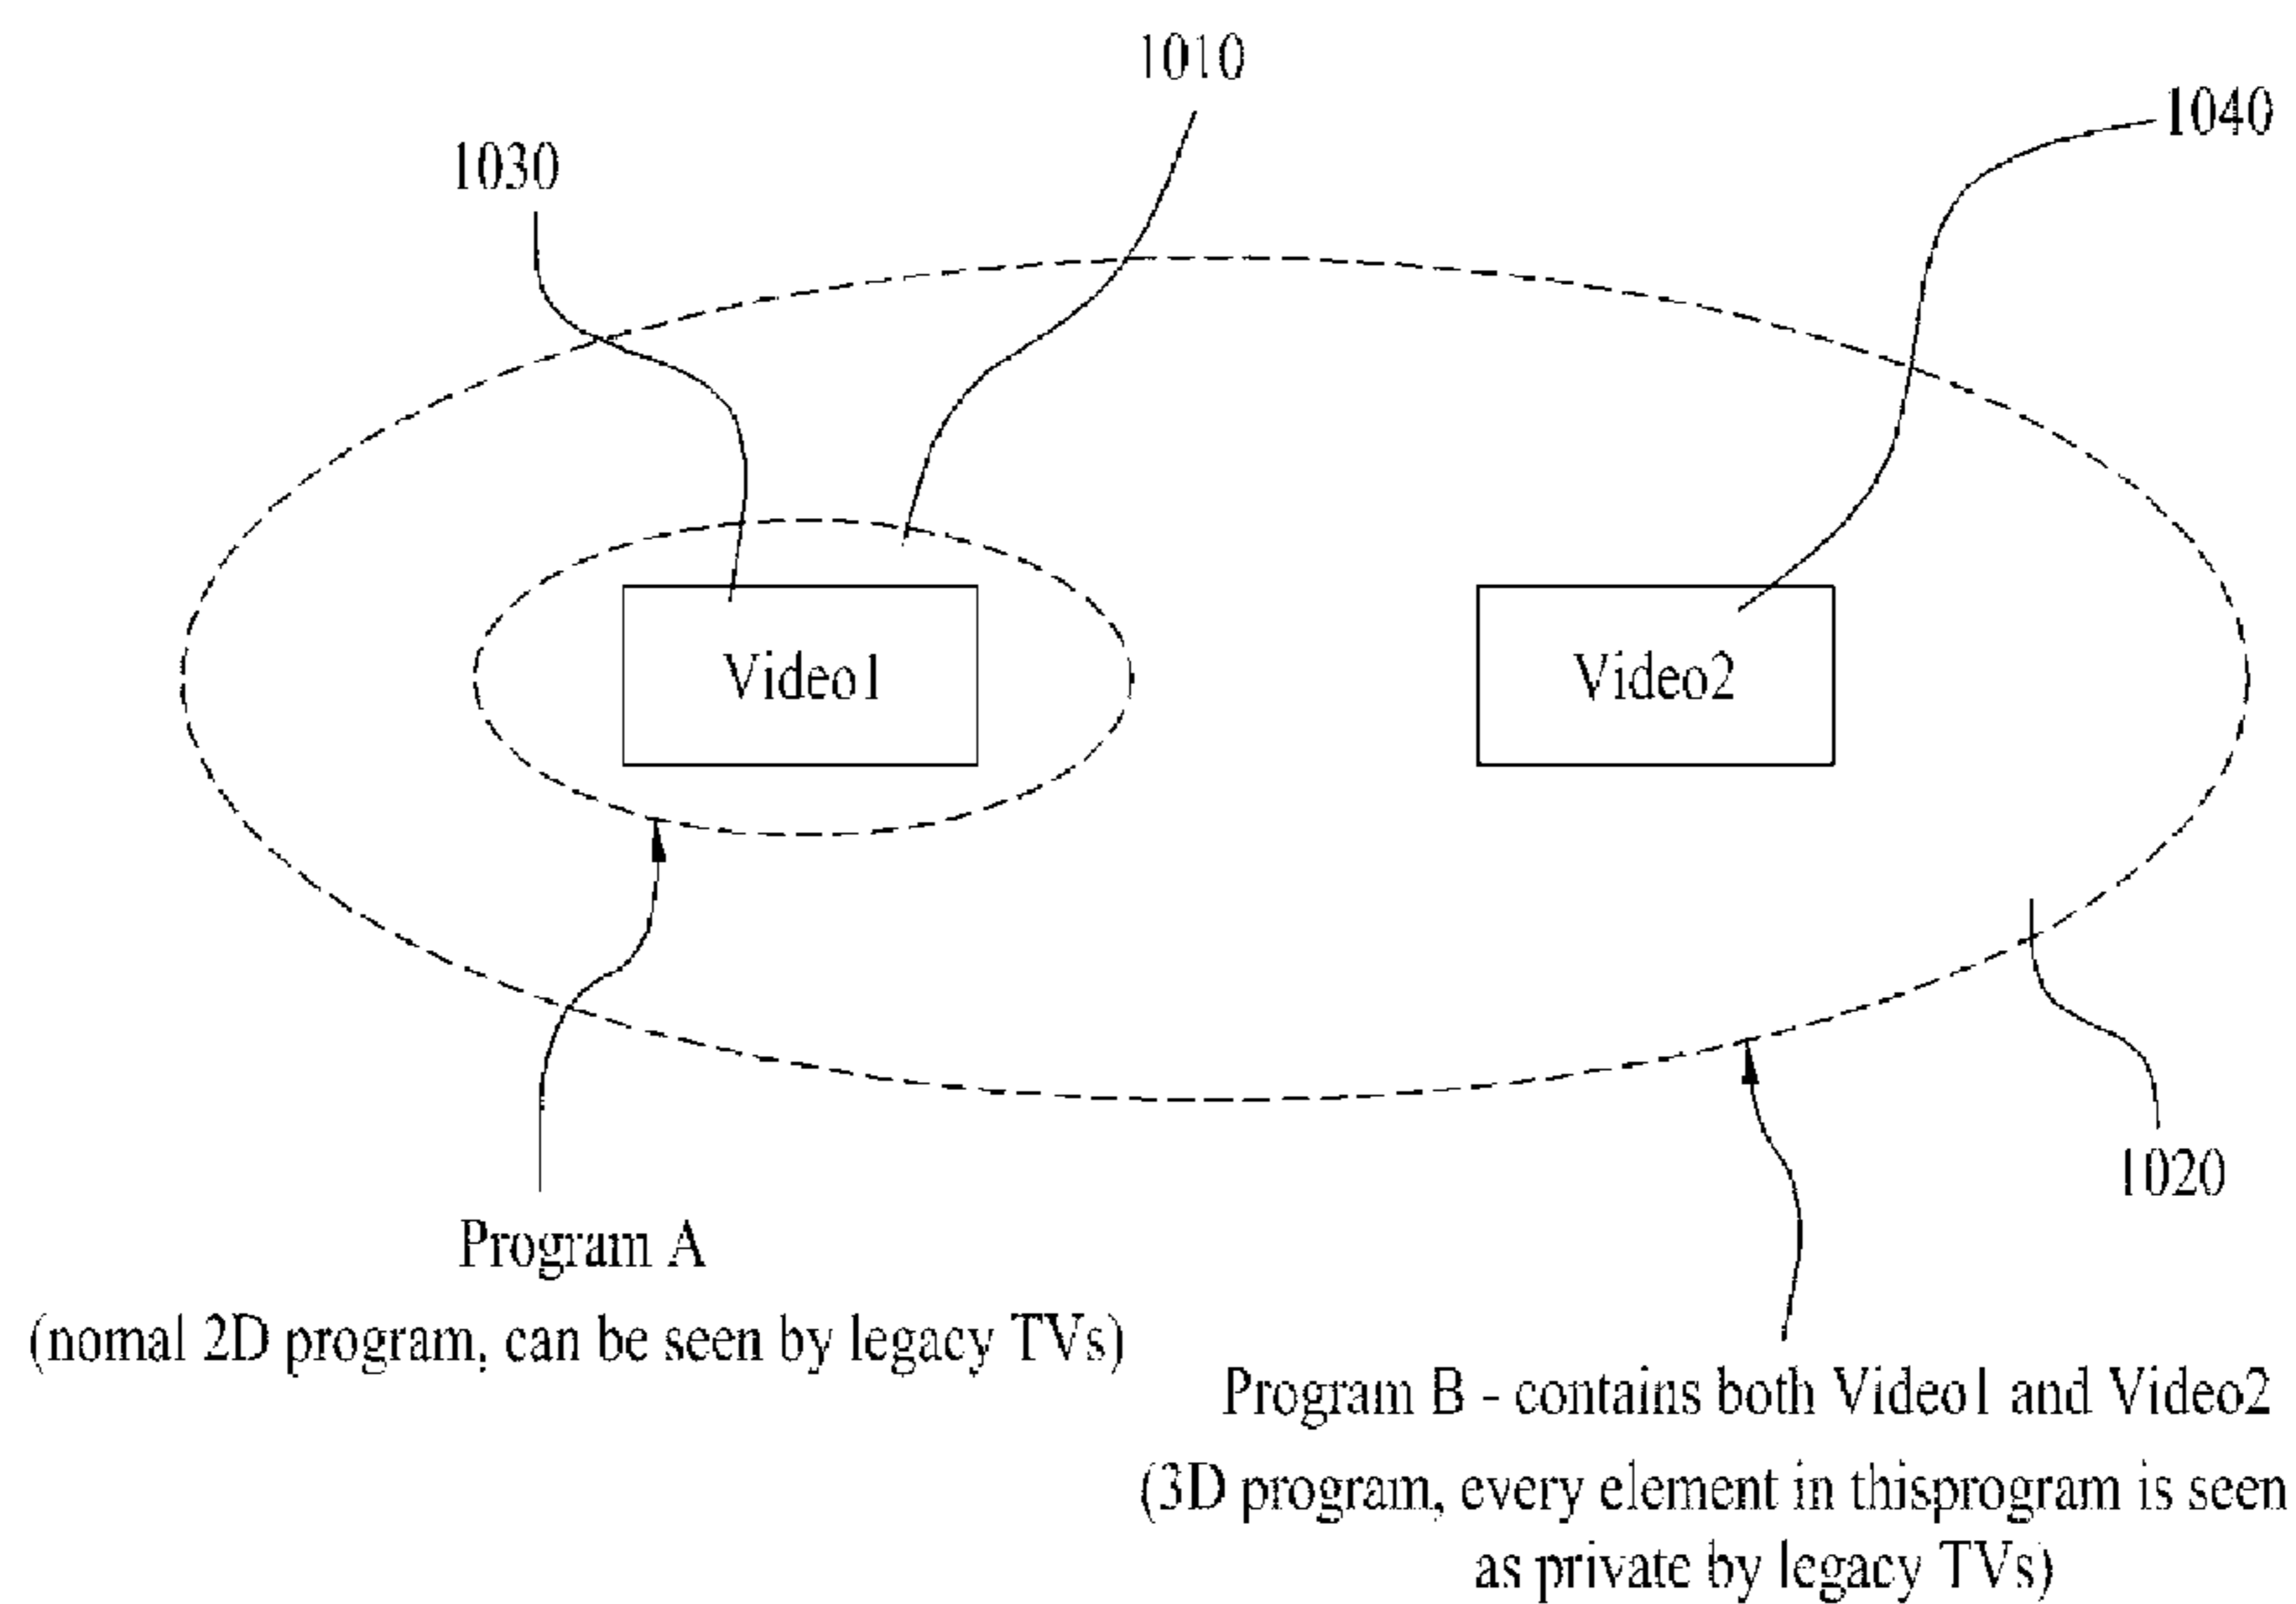 1010
1040
1030
Video1
Video2
1020
Program A
(nomal 2D program, can be seen by legacy TVs)
Program B - contains both Video1 and Video2
(3D program, every element in thisprogram is seen
as private by legacy TVs)